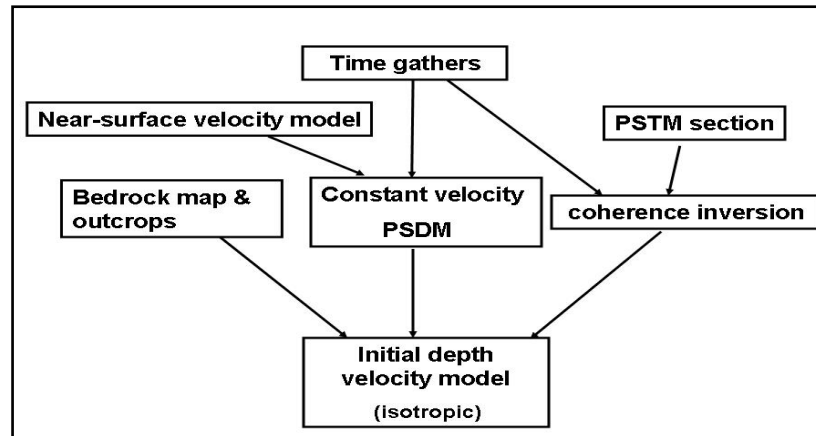 Time gathers
Near-surface velocity model
PSTM section
Bedrock map &
outcrops
Constant velocity
PSDM
coherence inversion
Initial depth
velocity model
(isotropic)